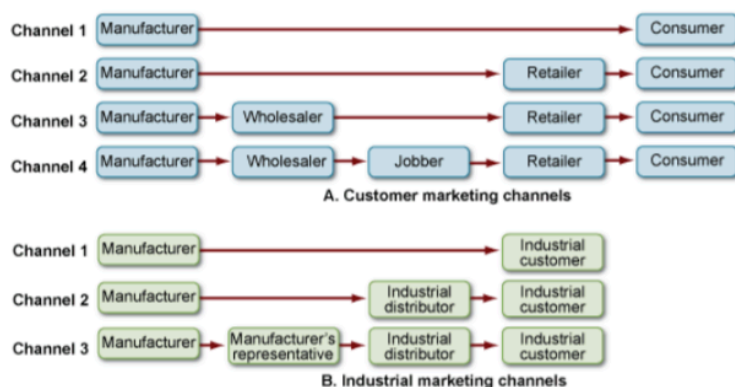 Channel 1 Manufacturer Consumer
Channel 2 Manufacturer Retailer Consumer
Channel 3 Manufacturer Wholesaler Retailer Consumer
Channel 4 Manufacturer Wholesaler Jobber Retailer Consumer
A. Customer marketing channels
Channel 1 Manufacturer Industrial
customer
Channel 2 Manufacturer Industrial
distributor Industrial
customer
Channel 3 Manufacturer Manufacturer's
representative Industrial
distributor Industrial
customer
B. Industrial marketing channels